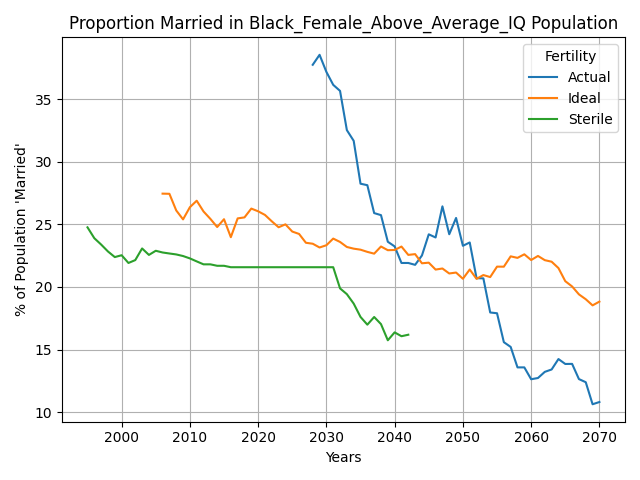 Proportion Married in Black_Female_Above_Average_IQ Population
% of Population 'Married'
35
30
25
20
15
10
2000 2010 2020 2030 2040 2050 2060 2070
Years
Fertility
Actual
Ideal
Sterile